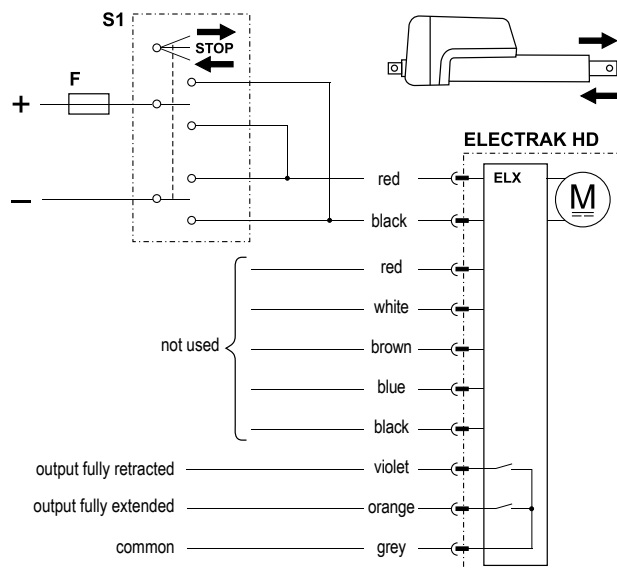 S1
STOP
F
+
–
ELECTRAK HD
ELX
M
red
black
not used
red
white
brown
blue
black
output fully retracted
violet
output fully extended
orange
common
grey